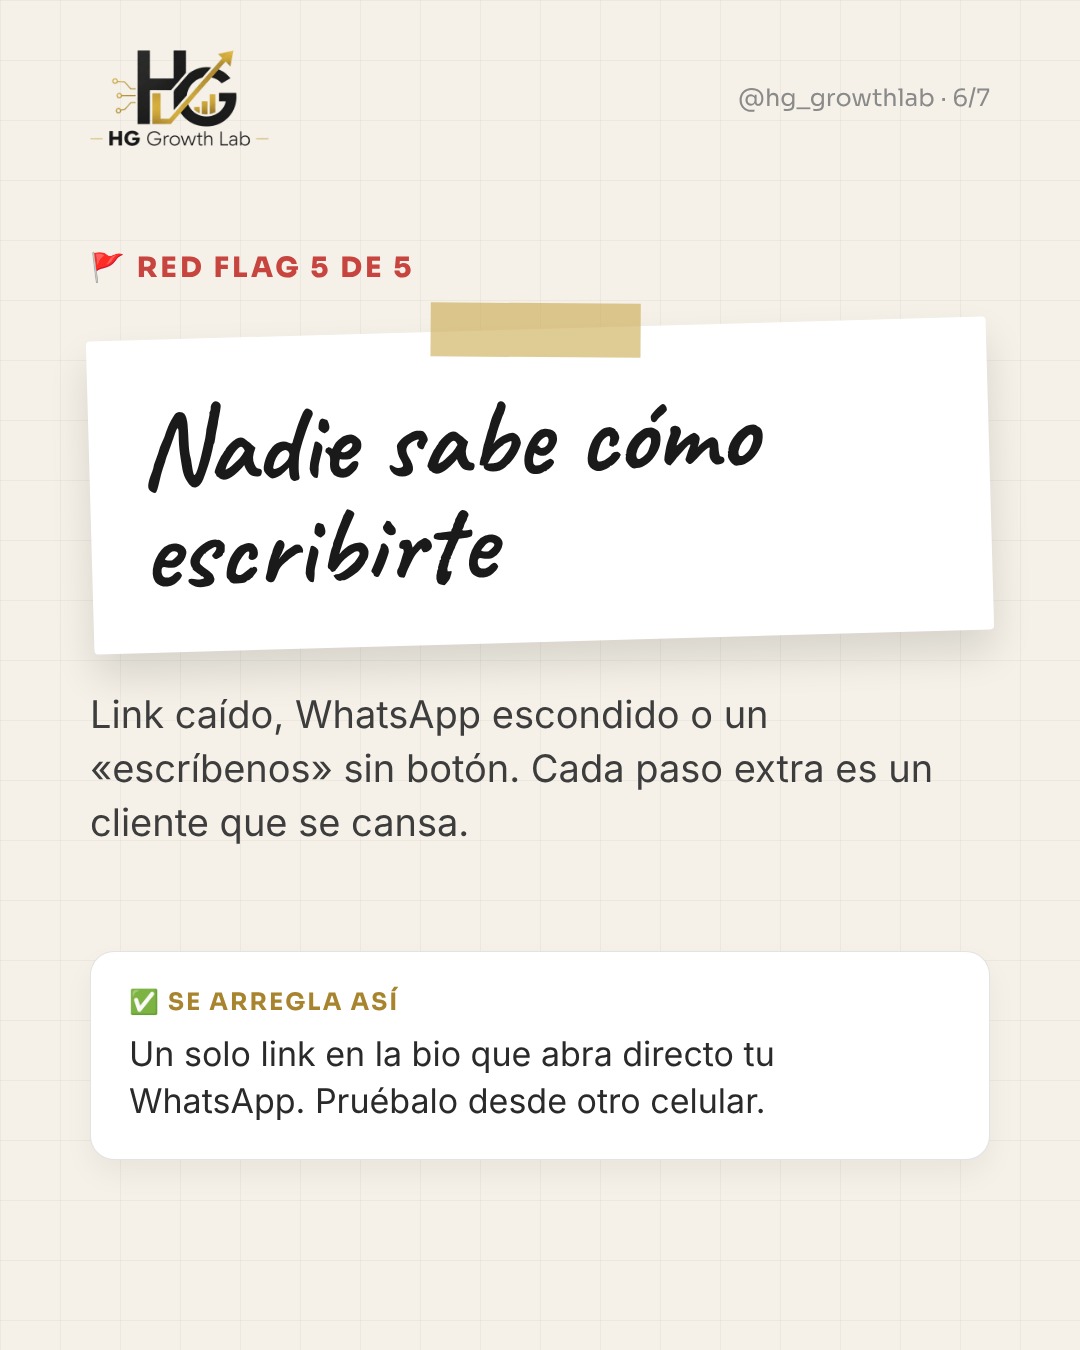 HG
HG Growth Lab
@hg_growthlab · 6/7
🚩 RED FLAG 5 DE 5
Nadie sabe cómo
escribirte
Link caído, WhatsApp escondido o un
«escríbenos» sin botón. Cada paso extra es un
cliente que se cansa.
✅ SE ARREGLA ASÍ
Un solo link en la bio que abra directo tu
WhatsApp. Pruébalo desde otro celular.